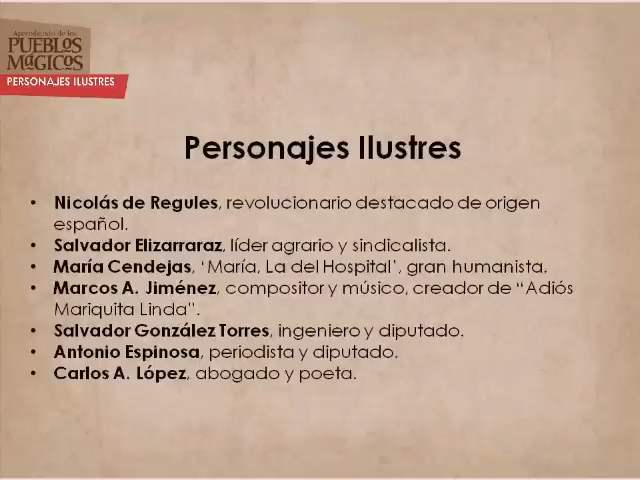 Aprendiendo de los
PUEBLOS
MáGICOS
PERSONAJES ILUSTRES
Personajes Ilustres
• Nicolás de Regules, revolucionario destacado de origen
español.
• Salvador Elizarraraz, líder agrario y sindicalista.
• María Cendejas, ‘María, La del Hospital’, gran humanista.
• Marcos A. Jiménez, compositor y músico, creador de “Adiós
Mariquita Linda”.
• Salvador González Torres, ingeniero y diputado.
• Antonio Espinosa, periodista y diputado.
• Carlos A. López, abogado y poeta.